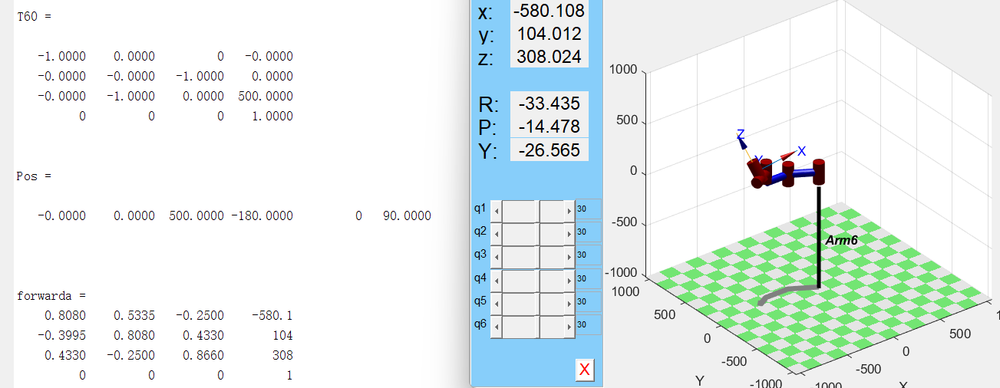 T60 =
-1.0000 0.0000 0 -0.0000
-0.0000 -0.0000 -1.0000 0.0000
-0.0000 -1.0000 0.0000 500.0000
0 0 0 1.0000
Pos =
-0.0000 0.0000 500.0000 -180.0000 0 90.0000
forwarda =
0.8080 0.5335 -0.2500 -580.1
-0.3995 0.8080 0.4330 104
0.4330 -0.2500 0.8660 308
0 0 0 1
x: -580.108
y: 104.012
z: 308.024
R: -33.435
P: -14.478
Y: -26.565
q1 30
q2 30
q3 30
q4 30
q5 30
q6 30
X
1000
500
0
-500
-1000
Z
Y
X
Arm6
1000
500
0
-500
-1000
Y
-1000
-500
0
500
1
X